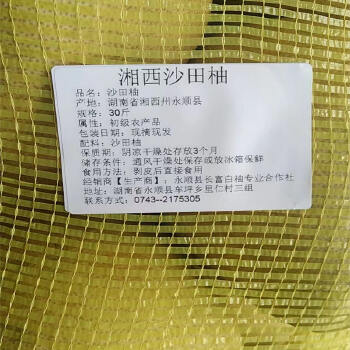 湘西沙田柚
品名：沙田柚
产地：湖南省湘西州永顺县
规格：30斤
属性：初级农产品
包装日期：现摘现发
配料：沙田柚
保质期：阴凉干燥处存放3个月
储存条件：通风干燥处保存或放冰箱保鲜
食用方法：剥皮后直接食用
经销商【生产商】：永顺县长富白柚专业合作社
地址：湖南省永顺县车坪乡里仁村三组
联系方式：0743--2175305